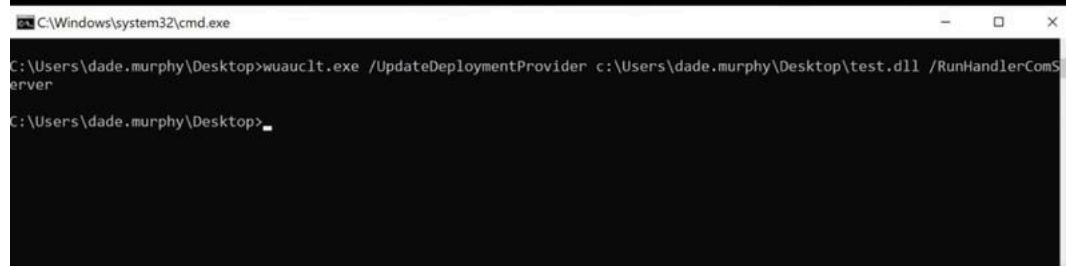 C:\Windows\system32\cmd.exe
C:\Users\dade.murphy\Desktop>wuauclt.exe /UpdateDeploymentProvider c:\Users\dade.murphy\Desktop\test.dll /RunHandlerComS
erver
C:\Users\dade.murphy\Desktop>